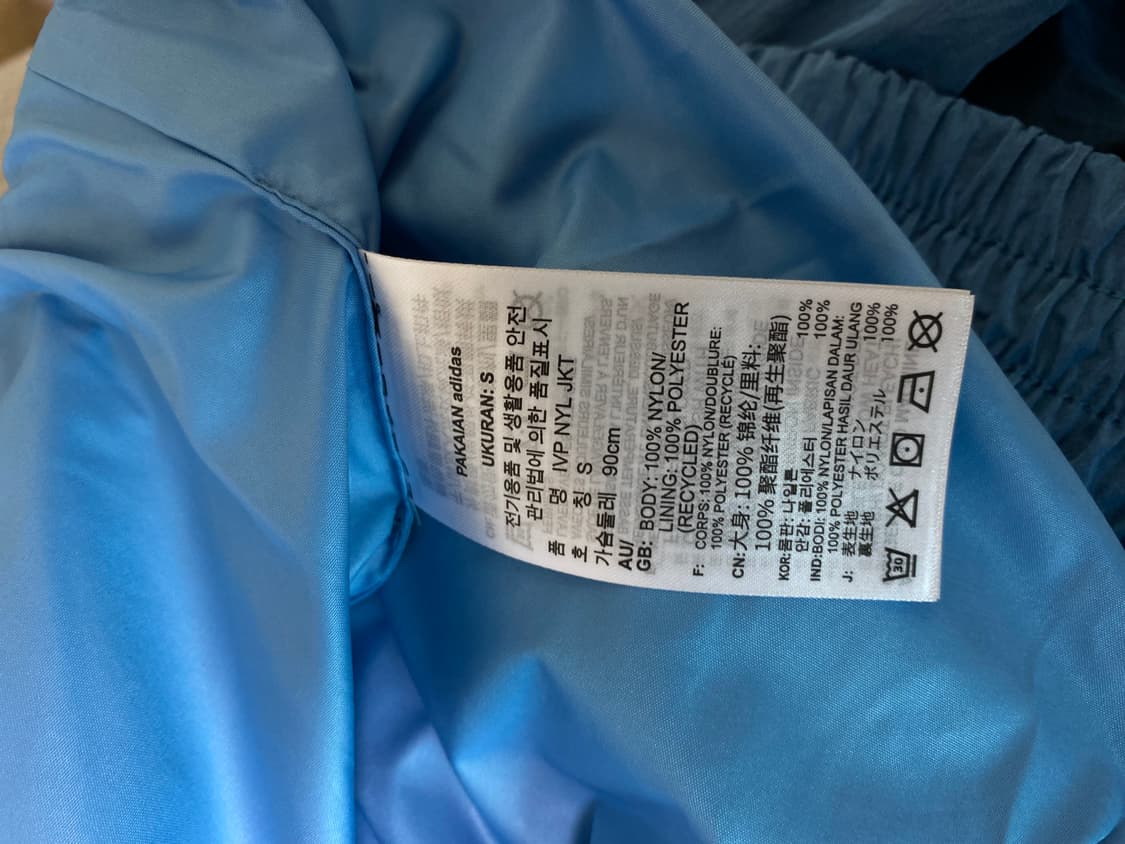 PAKAIAN adidas
UKURAN: S
전기용품 및 생활용품 안전
관리법에 의한 품질표시
품 명 IVP NYL JKT
호 칭 S
가슴둘레 90cm
AU/
GB: BODY: 100% NYLON/
LINING: 100% POLYESTER
(RECYCLED)
F: CORPS: 100% NYLON/DOUBLURE:
100% POLYESTER (RECYCLÉ)
CN:大身: 100% 锦纶/里料:
100% 聚酯纤维(再生聚酯)
KOR:몸판: 나일론 100%
안감: 폴리에스터 100%
IND:BODI: 100% NYLON/LAPISAN DALAM:
100% POLYESTER HASIL DAUR ULANG
J: 表生地 ナイロン 100%
裏生地 ポリエステル 100%
30